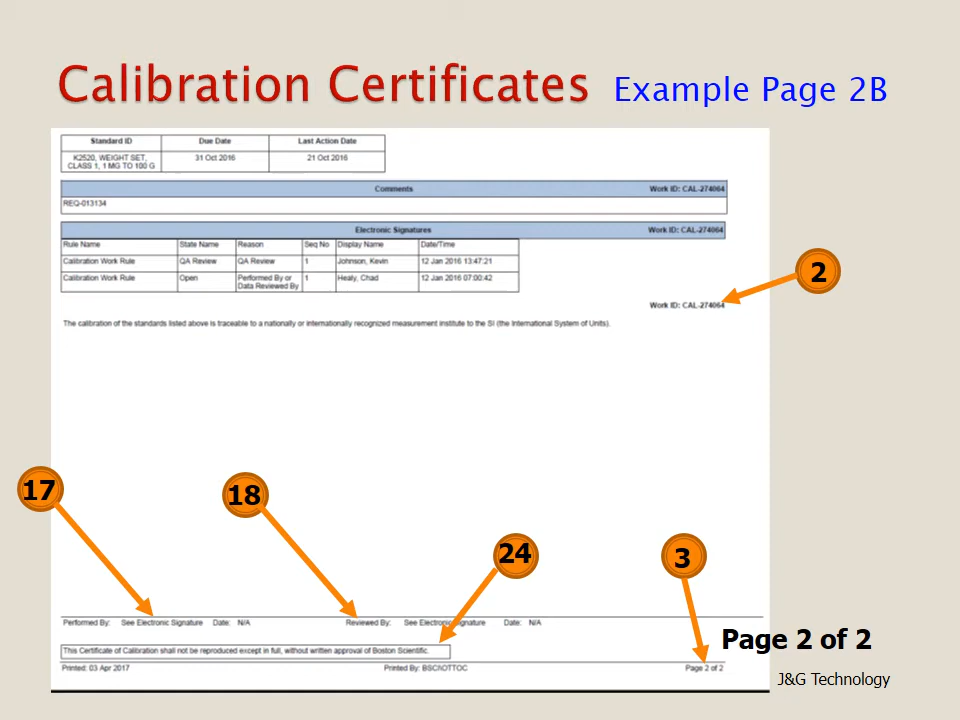 Calibration Certificates Example Page 2B
Standard ID Due Date Last Action Date
K2520, WEIGHT SET, CLASS 1, 1 MG TO 100 G 31 Oct 2016 21 Oct 2016
Comments Work ID: CAL-274064
REQ-013134
Electronic Signatures Work ID: CAL-274064
Rule Name State Name Reason Seq No Display Name Date/Time
Calibration Work Rule QA Review QA Review 1 Johnson, Kevin 12 Jan 2016 13:47:21
Calibration Work Rule Open Performed By or Data Reviewed By 1 Healy, Chad 12 Jan 2016 07:00:42
2
Work ID: CAL-274064
The calibration of the standards listed above is traceable to a nationally or internationally recognized measurement institute to the SI (the International System of Units).
17
18
24
3
Performed By: See Electronic Signature Date: N/A Reviewed By: See Electronic Signature Date: N/A
Page 2 of 2
This Certificate of Calibration shall not be reproduced except in full, without written approval of Boston Scientific.
Printed: 03 Apr 2017 Printed By: BSCI\OTTOC Page 2 of 2
J&G Technology